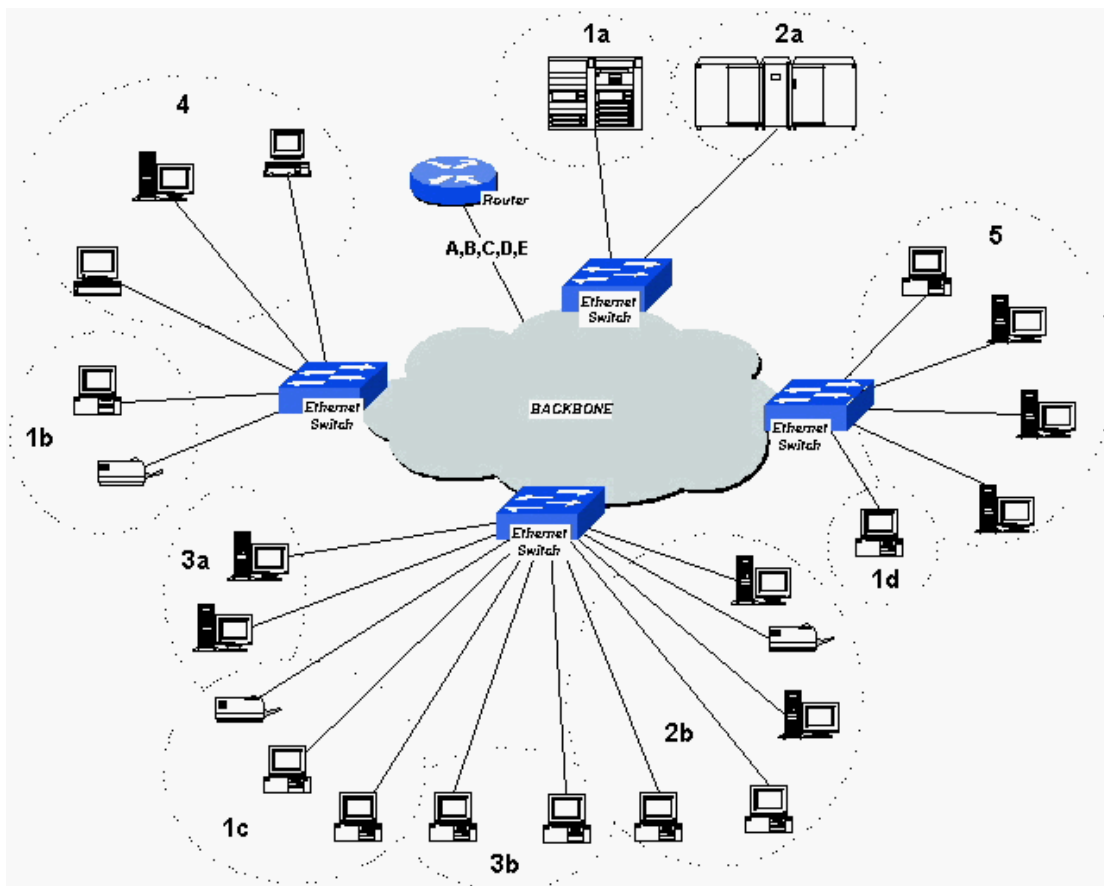 1a
2a
4
Router
A,B,C,D,E
5
Ethernet
Switch
Ethernet
Switch
BACKBONE
Ethernet
Switch
1b
Ethernet
Switch
3a
1d
2b
1c
3b